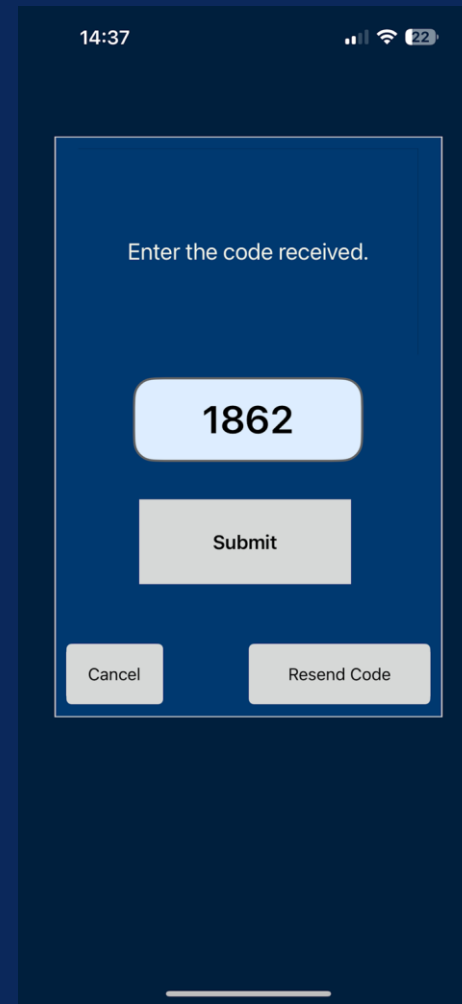 14:37
22
Enter the code received.
1862
Submit
Cancel
Resend Code